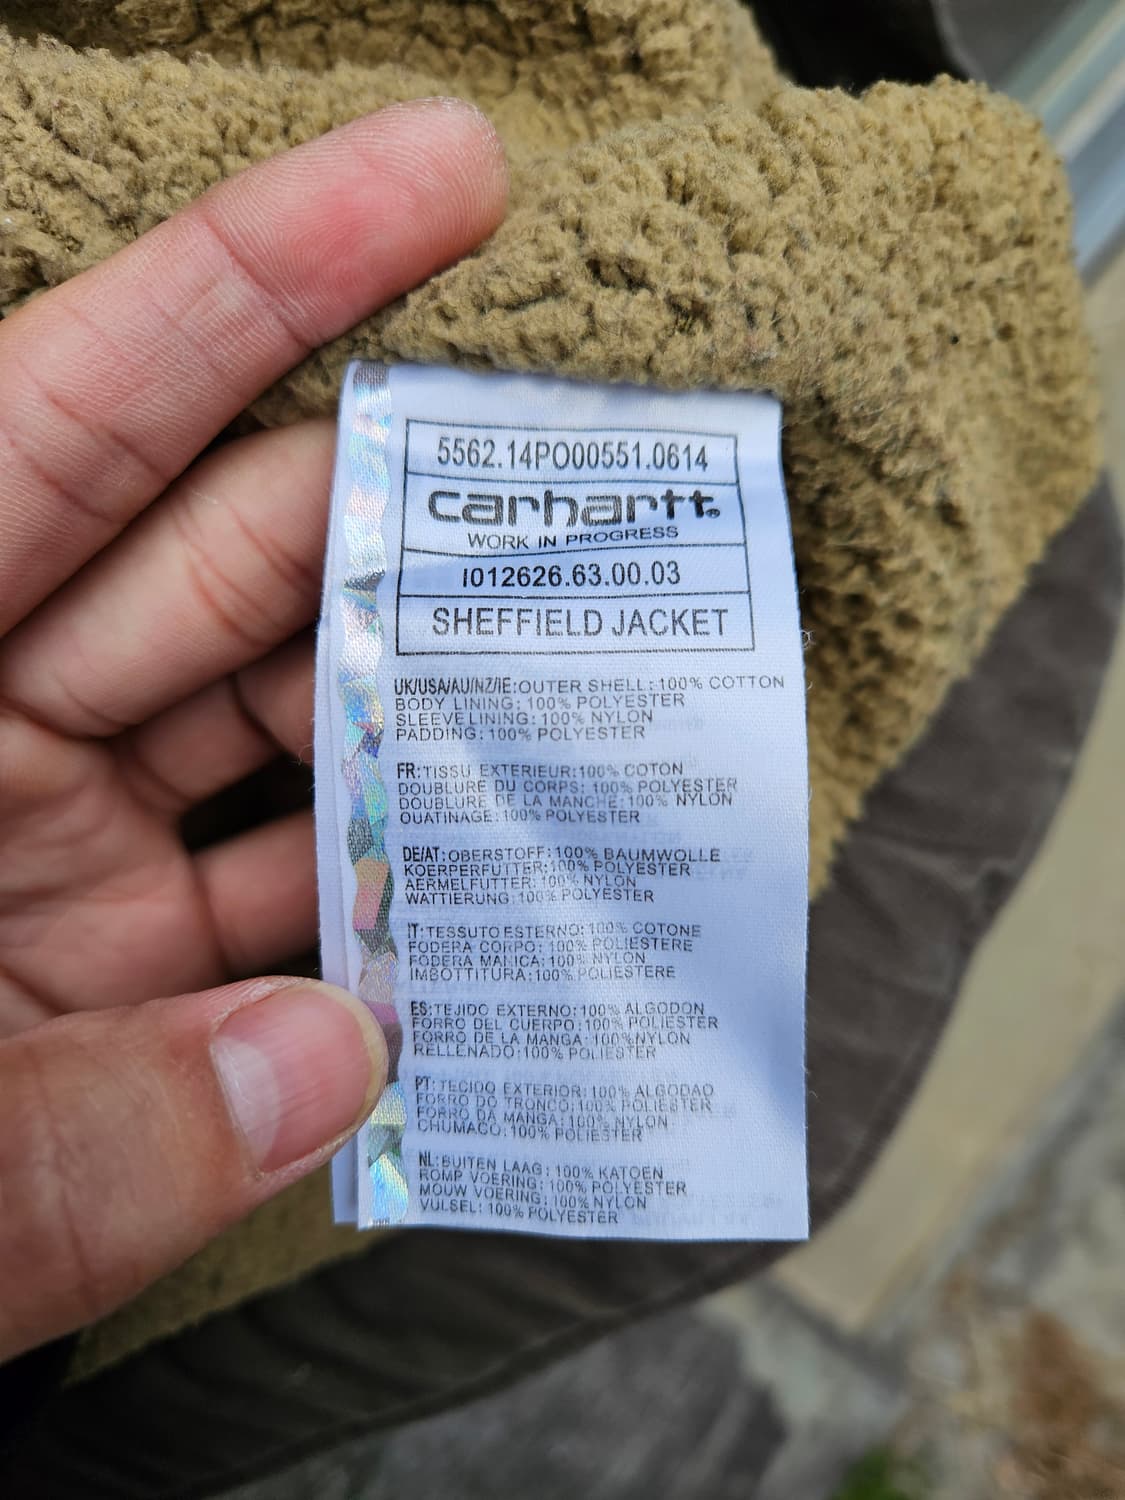 5562.14PO00551.0614
carhartt®
WORK IN PROGRESS
I012626.63.00.03
SHEFFIELD JACKET
UK/USA/AU/NZ/IE:OUTER SHELL:100% COTTON
BODY LINING: 100% POLYESTER
SLEEVE LINING: 100% NYLON
PADDING: 100% POLYESTER
FR:TISSU EXTERIEUR:100% COTON
DOUBLURE DU CORPS: 100% POLYESTER
DOUBLURE DE LA MANCHE:100% NYLON
OUATINAGE:100% POLYESTER
DE/AT:OBERSTOFF:100% BAUMWOLLE
KOERPERFUTTER:100% POLYESTER
AERMELFUTTER:100% NYLON
WATTIERUNG:100% POLYESTER
IT:TESSUTO ESTERNO:100% COTONE
FODERA CORPO:100% POLIESTERE
FODERA MANICA:100% NYLON
IMBOTTITURA:100% POLIESTERE
ES:TEJIDO EXTERNO:100% ALGODON
FORRO DEL CUERPO:100% POLIESTER
FORRO DE LA MANGA:100%NYLON
RELLENADO:100% POLIESTER
PT:TECIDO EXTERIOR:100% ALGODAO
FORRO DO TRONCO:100% POLIESTER
FORRO DA MANGA:100% NYLON
CHUMACO:100% POLIESTER
NL:BUITEN LAAG: 100% KATOEN
ROMP VOERING: 100% POLYESTER
MOUW VOERING:100% NYLON
VULSEL: 100% POLYESTER